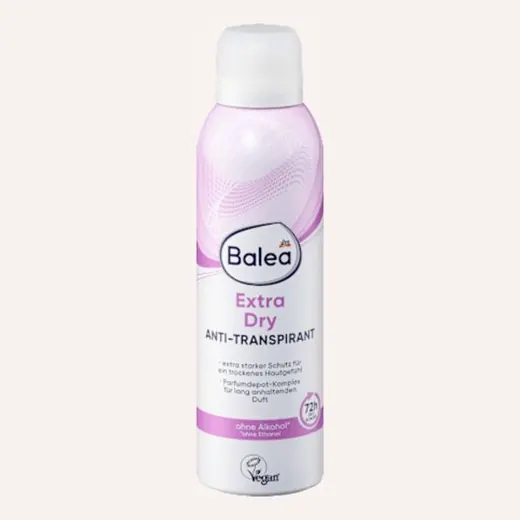 Balea
Extra
Dry
ANTI-TRANSPIRANT
· extra starker Schutz für
ein trockenes Hautgefühl
· Parfumdepot-Komplex
für lang anhaltenden
Duft
72h
ohne Alkohol*
*ohne Ethanol
Vegan